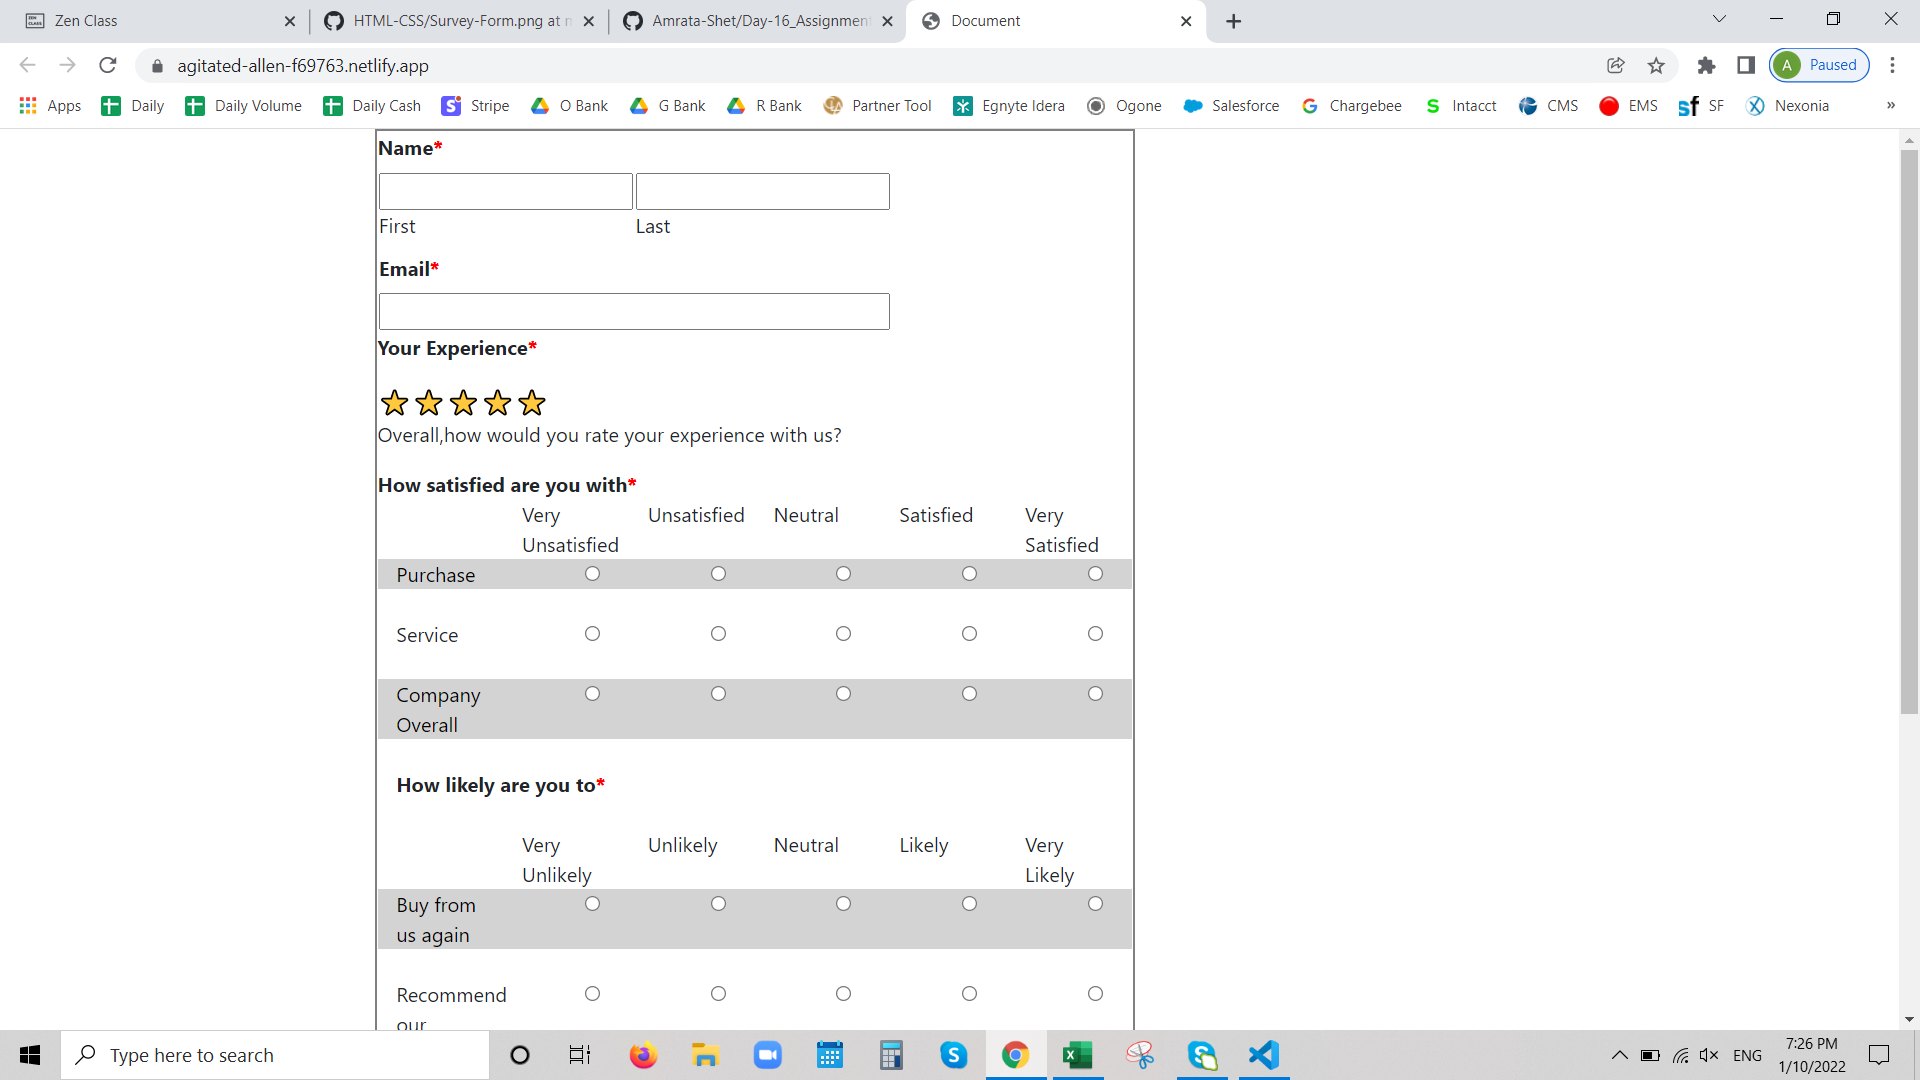 Zen Class
HTML-CSS/Survey-Form.png at m
Amrata-Shet/Day-16_Assignment
Document
agitated-allen-f69763.netlify.app
A Paused
Apps Daily Daily Volume Daily Cash Stripe O Bank G Bank R Bank Partner Tool Egnyte Idera Ogone Salesforce Chargebee Intacct CMS EMS SF Nexonia »
Name*
First Last
Email*
Your Experience*
Overall,how would you rate your experience with us?
How satisfied are you with*
Very Unsatisfied Neutral Satisfied Very
Unsatisfied Satisfied
Purchase
Service
Company
Overall
How likely are you to*
Very Unlikely Neutral Likely Very
Unlikely Likely
Buy from
us again
Recommend
our
Type here to search
ENG
7:26 PM
1/10/2022